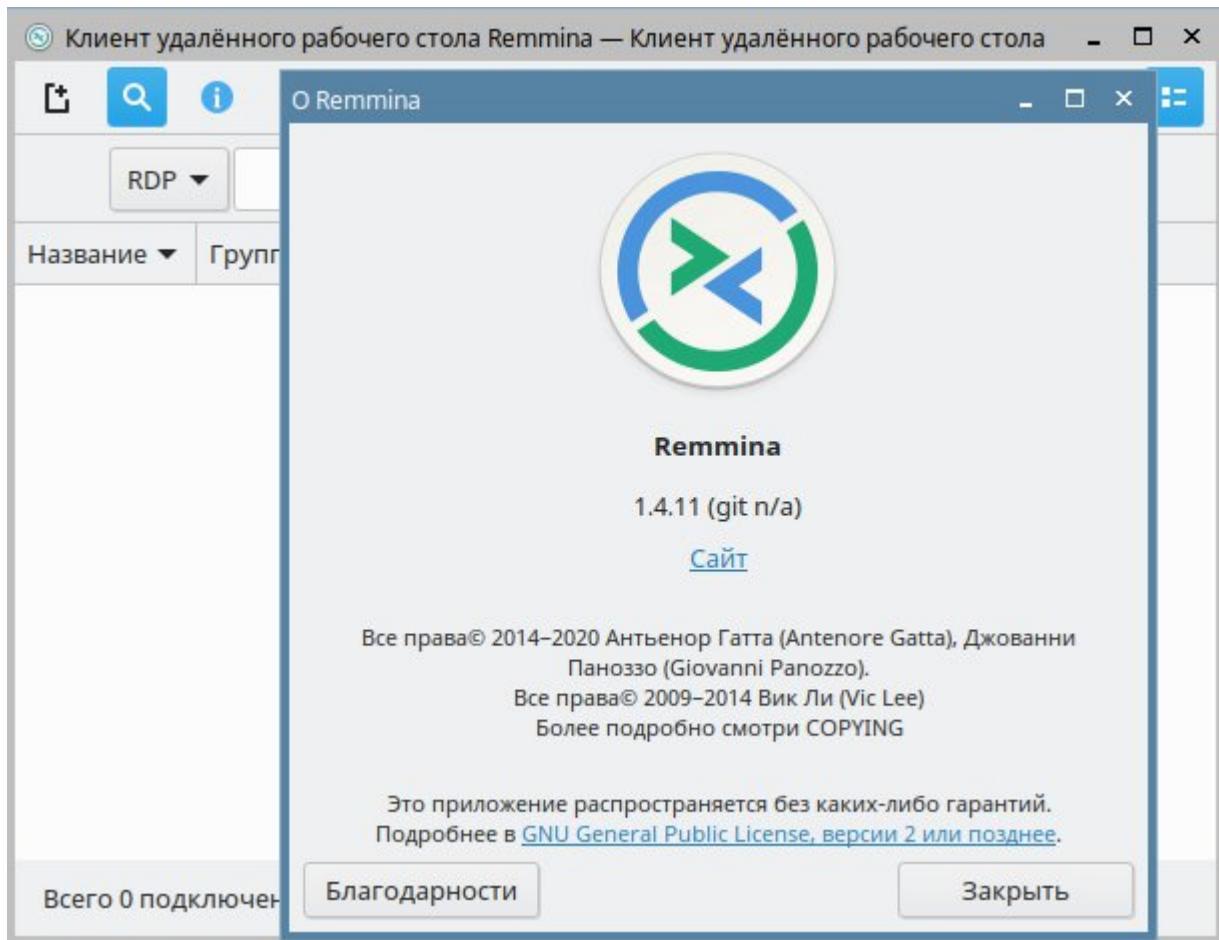 Клиент удалённого рабочего стола Remmina — Клиент удалённого рабочего стола
О Remmina
RDP
Название
Групп
Remmina
1.4.11 (git n/a)
Сайт
Все права© 2014–2020 Антьенор Гатта (Antenore Gatta), Джованни
Паноззо (Giovanni Panozzo).
Все права© 2009–2014 Вик Ли (Vic Lee)
Более подробно смотри COPYING
Это приложение распространяется без каких-либо гарантий.
Подробнее в GNU General Public License, версии 2 или позднее.
Всего 0 подключен
Благодарности
Закрыть